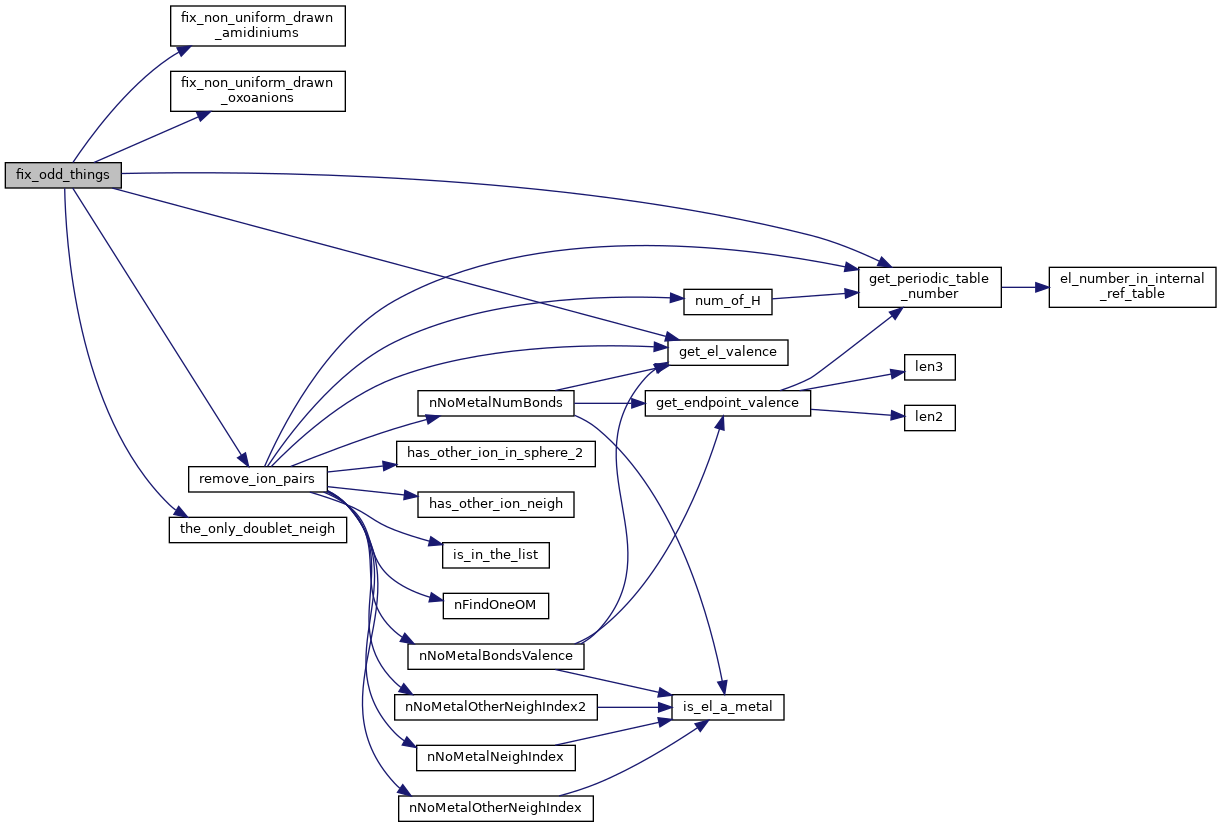 fix_non_uniform_drawn
_amidiniums
fix_non_uniform_drawn
_oxoanions
fix_odd_things
get_periodic_table
_number
el_number_in_internal
_ref_table
num_of_H
get_el_valence
len3
nNoMetalNumBonds
get_endpoint_valence
len2
has_other_ion_in_sphere_2
remove_ion_pairs
has_other_ion_neigh
the_only_doublet_neigh
is_in_the_list
nFindOneOM
nNoMetalBondsValence
nNoMetalOtherNeighIndex2
is_el_a_metal
nNoMetalNeighIndex
nNoMetalOtherNeighIndex